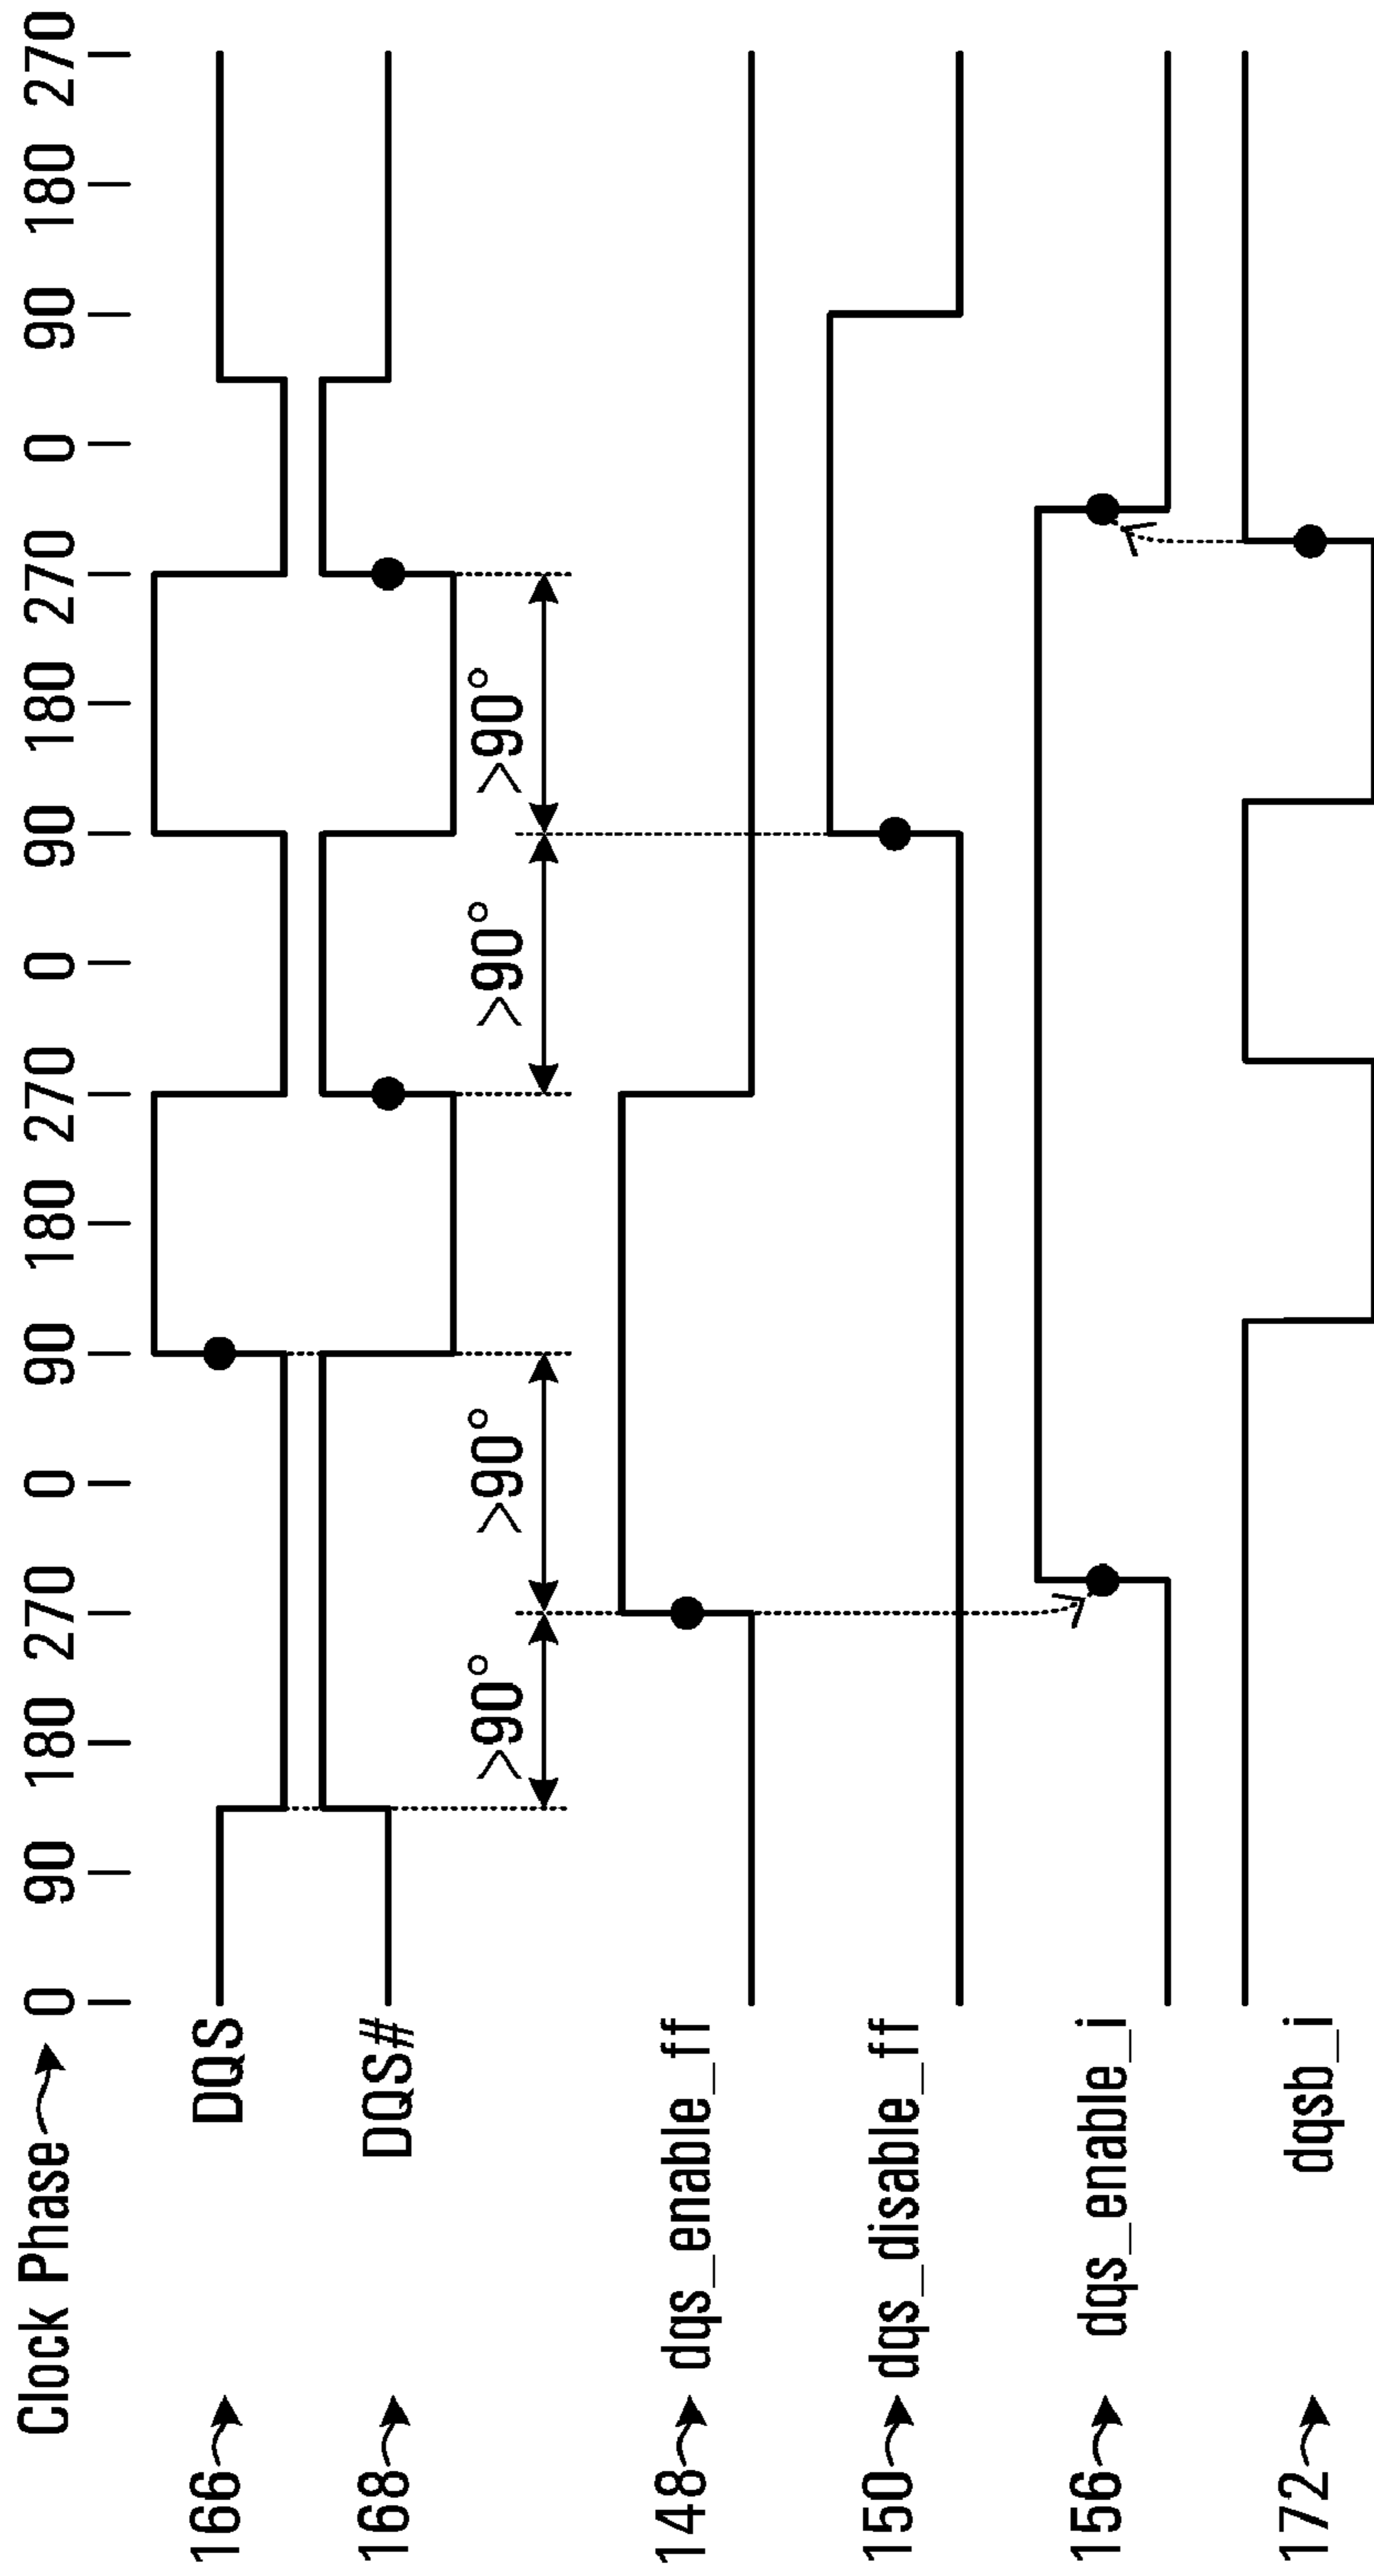 Clock Phase 0 90 180 270 0 90 180 270 0 90 180 270 0 90 180 270
166 DQS
168 DQS#
>90° >90° >90° >90°
148 dqs_enable_ff
150 dqs_disable_ff
156 dqs_enable_i
172 dqsb_i